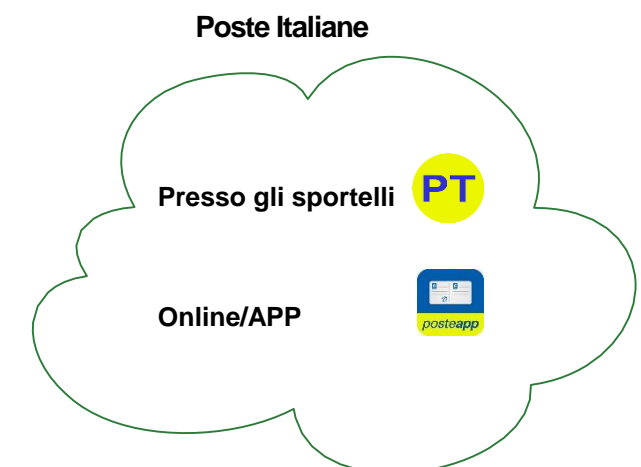 Poste Italiane
Presso gli sportelli PT
Online/APP
posteapp